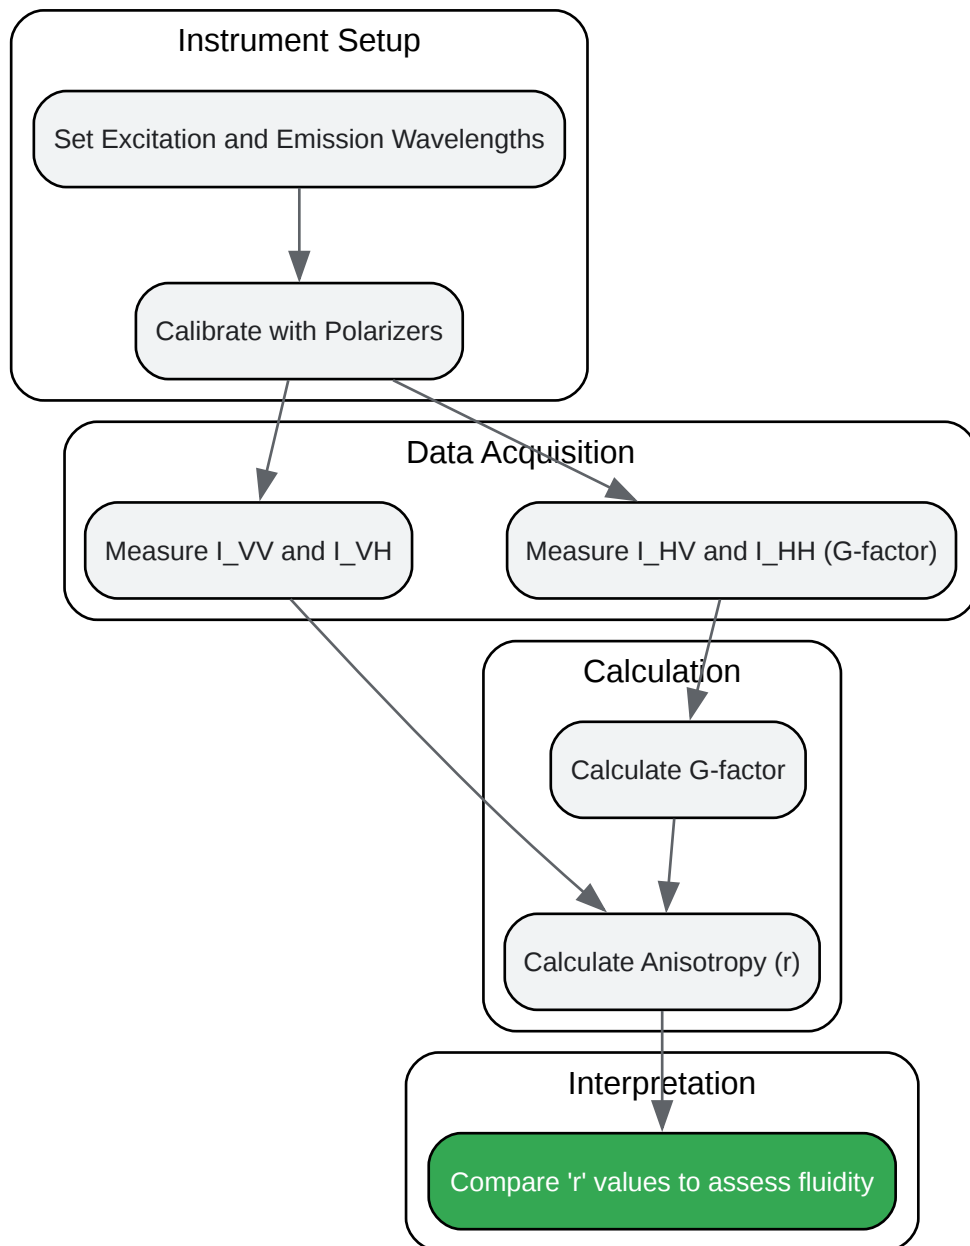 Instrument Setup
Set Excitation and Emission Wavelengths
Calibrate with Polarizers
Data Acquisition
Measure I_VV and I_VH
Measure I_HV and I_HH (G-factor)
Calculation
Calculate G-factor
Calculate Anisotropy (r)
Interpretation
Compare 'r' values to assess fluidity